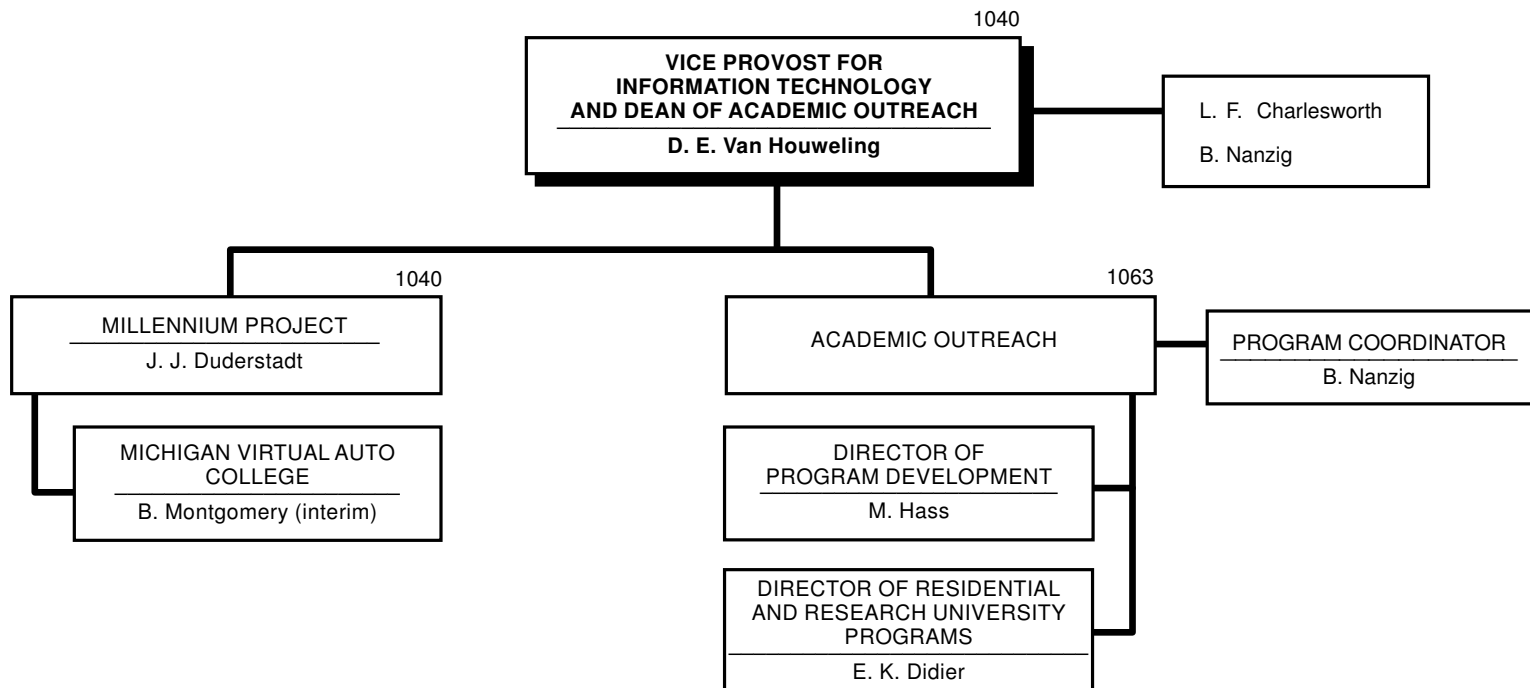 1040
VICE PROVOST FOR
INFORMATION TECHNOLOGY
AND DEAN OF ACADEMIC OUTREACH
D. E. Van Houweling
L. F. Charlesworth
B. Nanzig
1040
MILLENNIUM PROJECT
J. J. Duderstadt
MICHIGAN VIRTUAL AUTO
COLLEGE
B. Montgomery (interim)
1063
ACADEMIC OUTREACH
PROGRAM COORDINATOR
B. Nanzig
DIRECTOR OF
PROGRAM DEVELOPMENT
M. Hass
DIRECTOR OF RESIDENTIAL
AND RESEARCH UNIVERSITY
PROGRAMS
E. K. Didier